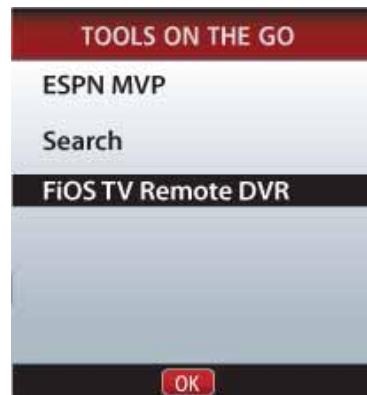 TOOLS ON THE GO
ESPN MVP
Search
FiOS TV Remote DVR
OK